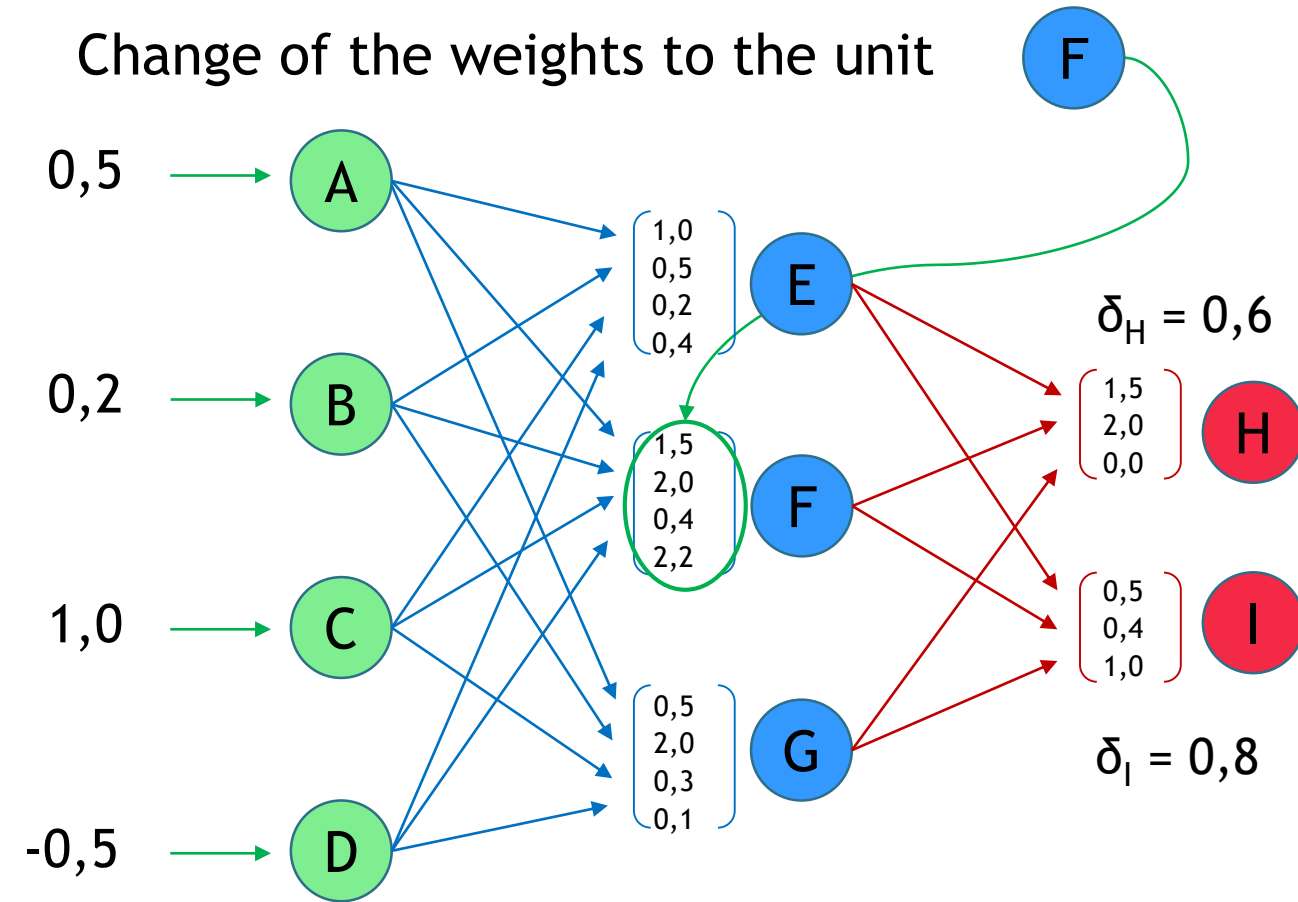 Change of the weights to the unit F
0,5
A
1,0
0,5
0,2
0,4
E
δH = 0,6
0,2
B
1,5
2,0
0,0
H
1,5
2,0
0,4
2,2
F
1,0
C
0,5
0,4
1,0
I
0,5
2,0
0,3
0,1
G
δI = 0,8
-0,5
D